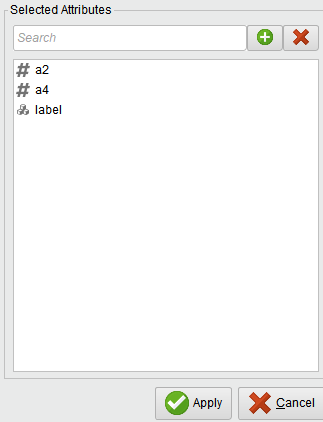 Selected Attributes
Search
a2
a4
label
Apply
Cancel